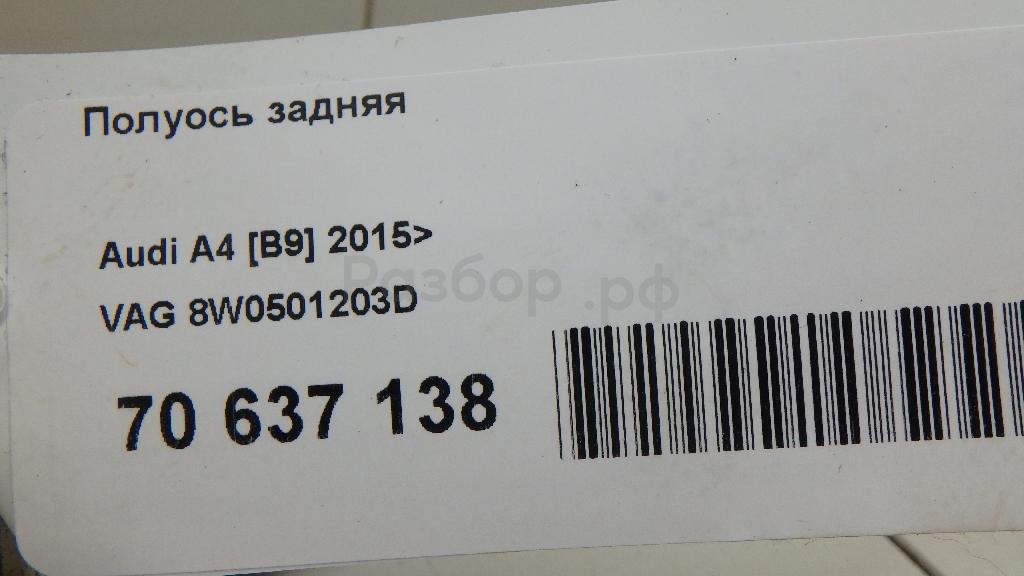 Полуось задняя
Audi A4 [B9] 2015>
Разбор.рф
VAG 8W0501203D
70 637 138